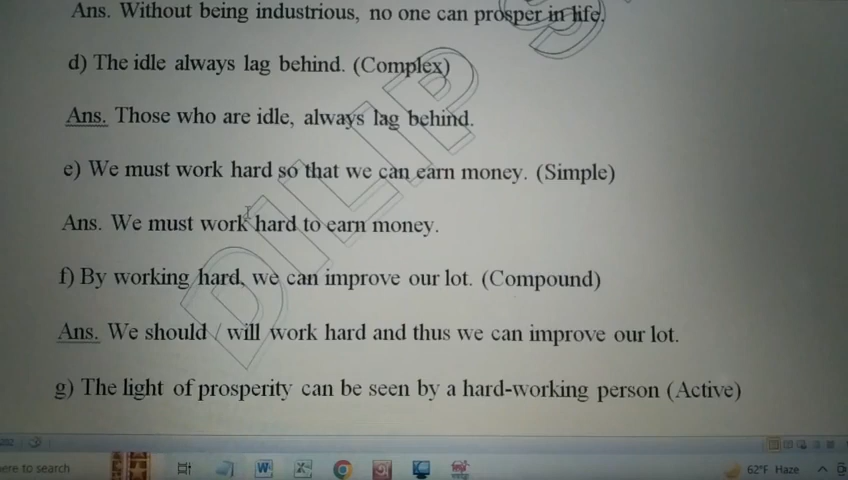 Ans. Without being industrious, no one can prosper in life.
d) The idle always lag behind. (Complex)
Ans. Those who are idle, always lag behind.
e) We must work hard so that we can earn money. (Simple)
Ans. We must work hard to earn money.
f) By working hard, we can improve our lot. (Compound)
Ans. We should / will work hard and thus we can improve our lot.
g) The light of prosperity can be seen by a hard-working person (Active)
DILIP S
ere to search
62°F Haze